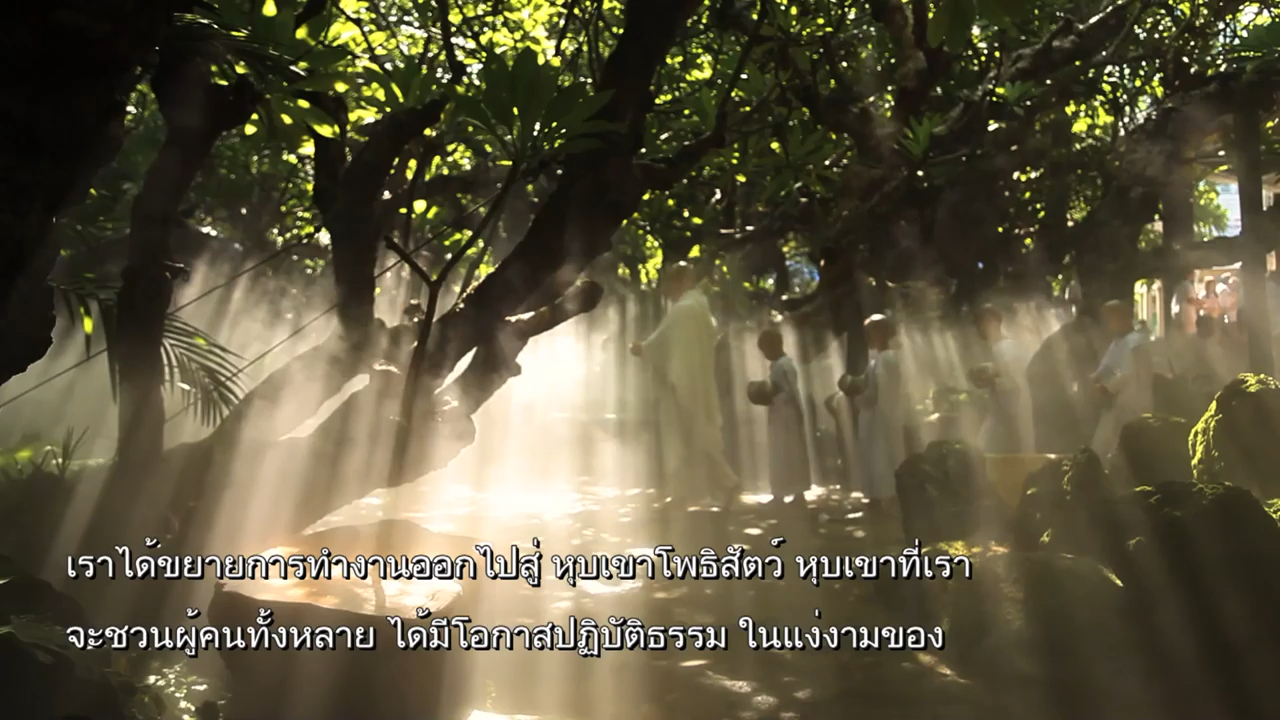 เราได้ขยายการทำงานออกไปสู่ หุบเขาโพธิสัตว์ หุบเขาที่เรา
จะชวนผู้คนทั้งหลาย ได้มีโอกาสปฏิบัติธรรม ในแง่งามของ